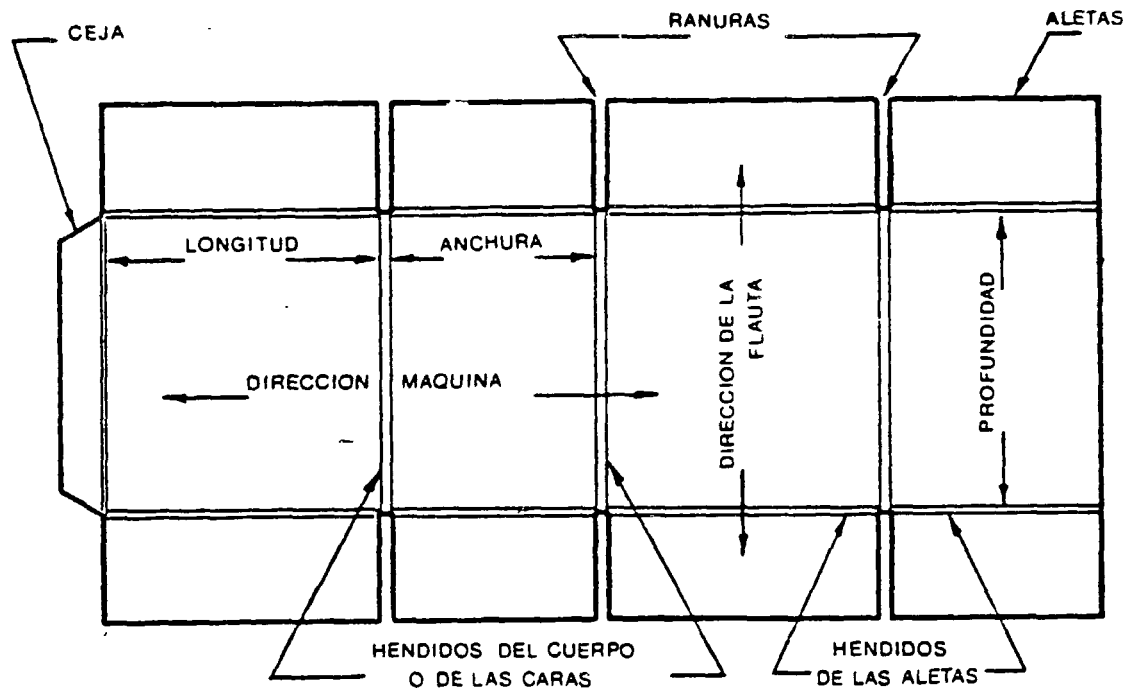 CEJA
RANURAS
ALETAS
LONGITUD
ANCHURA
DIRECCION MAQUINA
DIRECCION DE LA
FLAUTA
PROFUNDIDAD
HENDIDOS DEL CUERPO
O DE LAS CARAS
HENDIDOS
DE LAS ALETAS